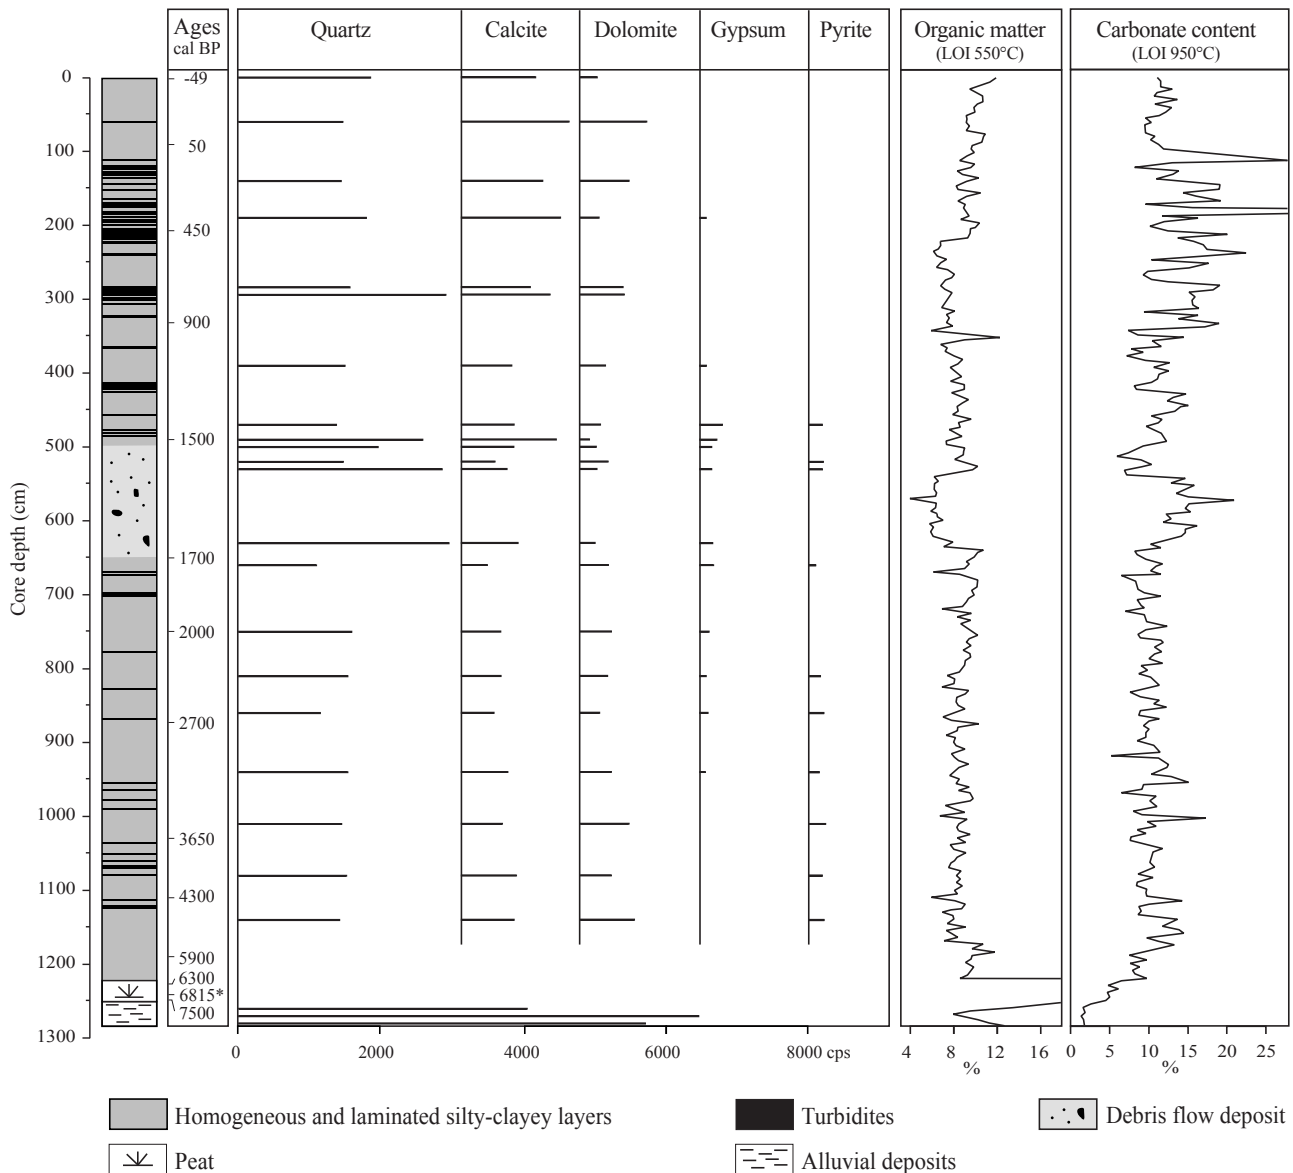 Ages
cal BP
Quartz
Calcite
Dolomite
Gypsum
Pyrite
Organic matter
(LOI 550°C)
Carbonate content
(LOI 950°C)
Core depth (cm)
0
100
200
300
400
500
600
700
800
900
1000
1100
1200
1300
-49
50
450
900
1500
1700
2000
2700
3650
4300
5900
6300
6815*
7500
0 2000 4000 6000 8000 cps
4 8 12 16
%
0 5 10 15 20 25
%
Homogeneous and laminated silty-clayey layers
Turbidites
Debris flow deposit
Peat
Alluvial deposits